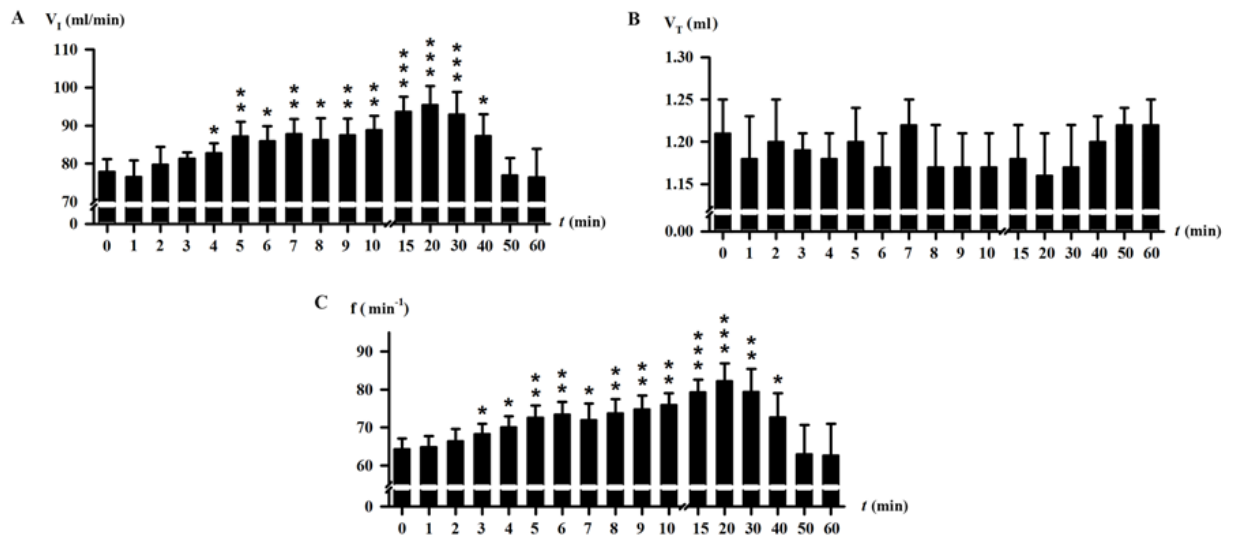 A V_I (ml/min)
110
100
90
80
70
0
* ** * ** * ** ** *** *** *** *
0 1 2 3 4 5 6 7 8 9 10 15 20 30 40 50 60
t (min)
B V_T (ml)
1.30
1.25
1.20
1.15
0.00
0 1 2 3 4 5 6 7 8 9 10 15 20 30 40 50 60
t (min)
C f ( min⁻¹)
90
80
70
60
0
* * ** ** * ** ** ** *** *** ** *
0 1 2 3 4 5 6 7 8 9 10 15 20 30 40 50 60
t (min)